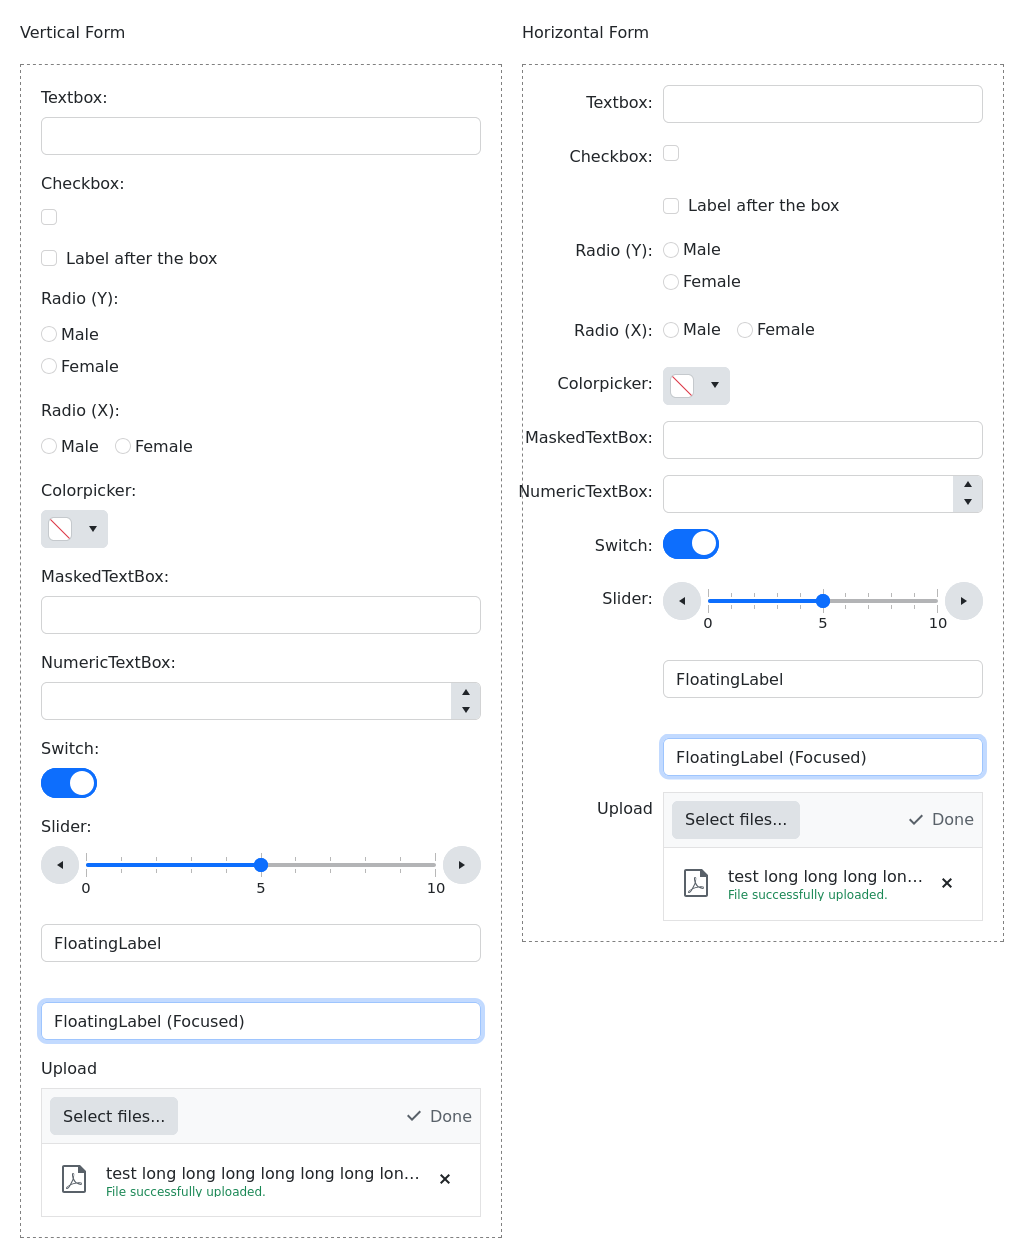 Vertical Form
Textbox:
Checkbox:
Label after the box
Radio (Y):
Male
Female
Radio (X):
Male Female
Colorpicker:
MaskedTextBox:
NumericTextBox:
Switch:
Slider:
0 5 10
FloatingLabel
FloatingLabel (Focused)
Upload
Select files... Done
test long long long long long long lon...
File successfully uploaded.
Horizontal Form
Textbox:
Checkbox:
Label after the box
Radio (Y): Male
Female
Radio (X): Male Female
Colorpicker:
MaskedTextBox:
NumericTextBox:
Switch:
Slider:
0 5 10
FloatingLabel
FloatingLabel (Focused)
Upload Select files... Done
test long long long lon...
File successfully uploaded.